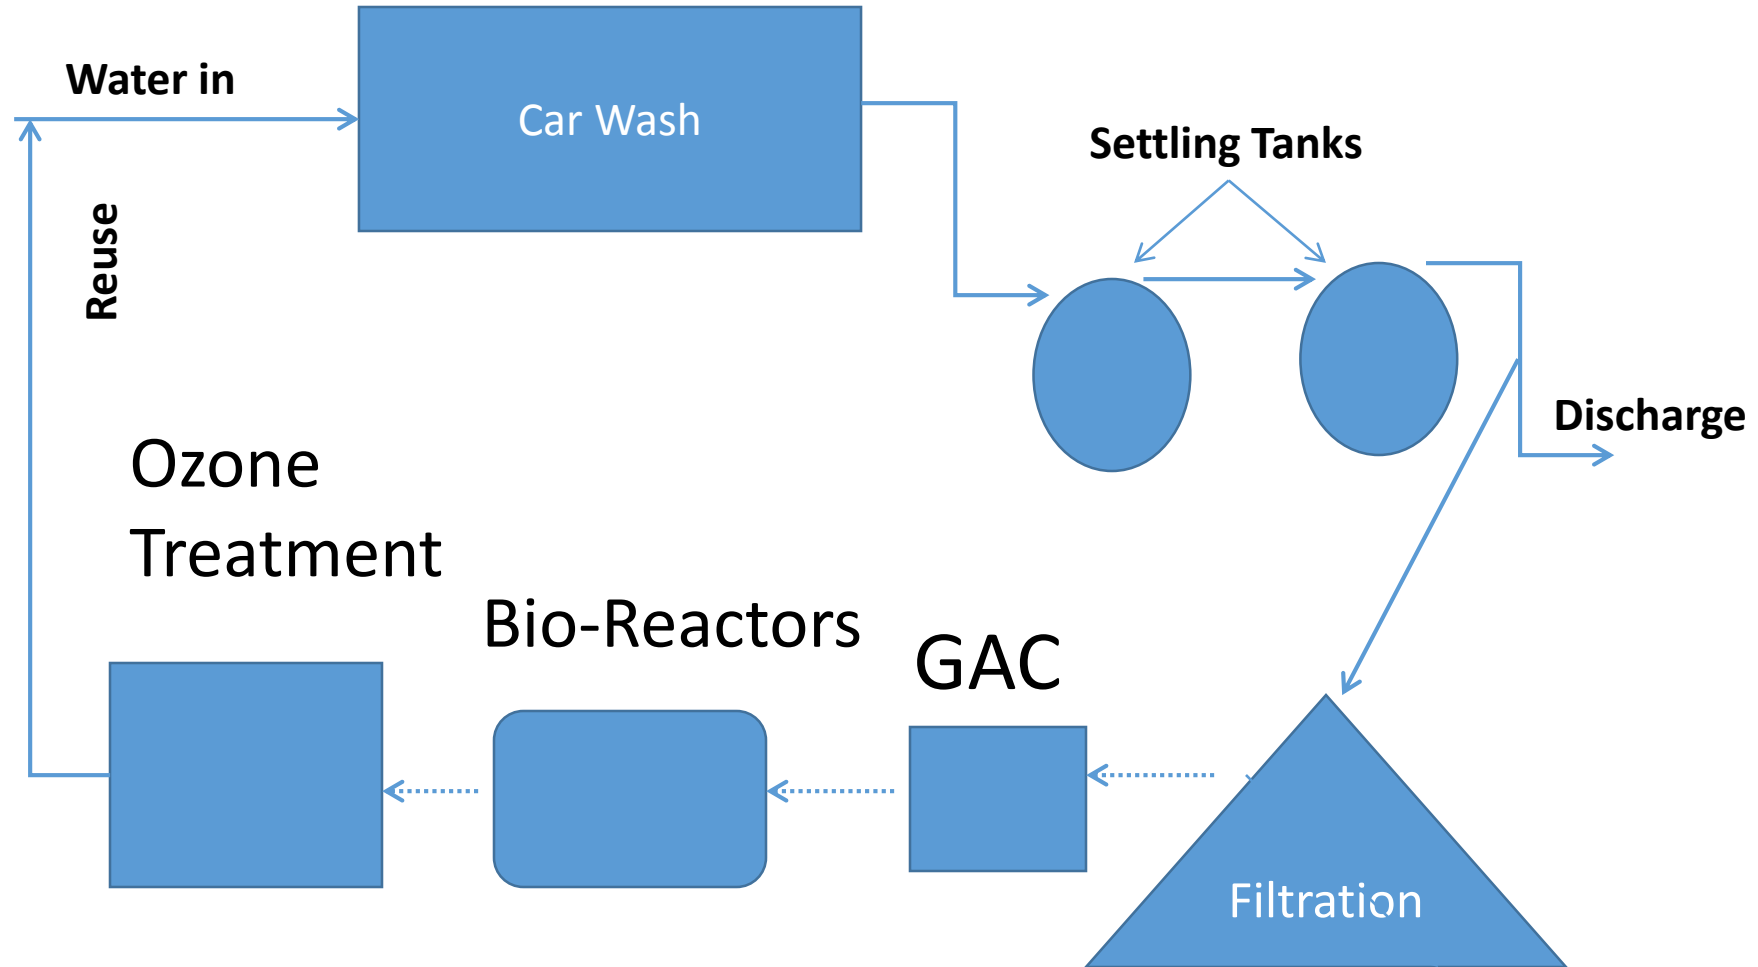 Water in
Car Wash
Settling Tanks
Reuse
Discharge
Ozone
Treatment
Bio-Reactors
GAC
Filtration